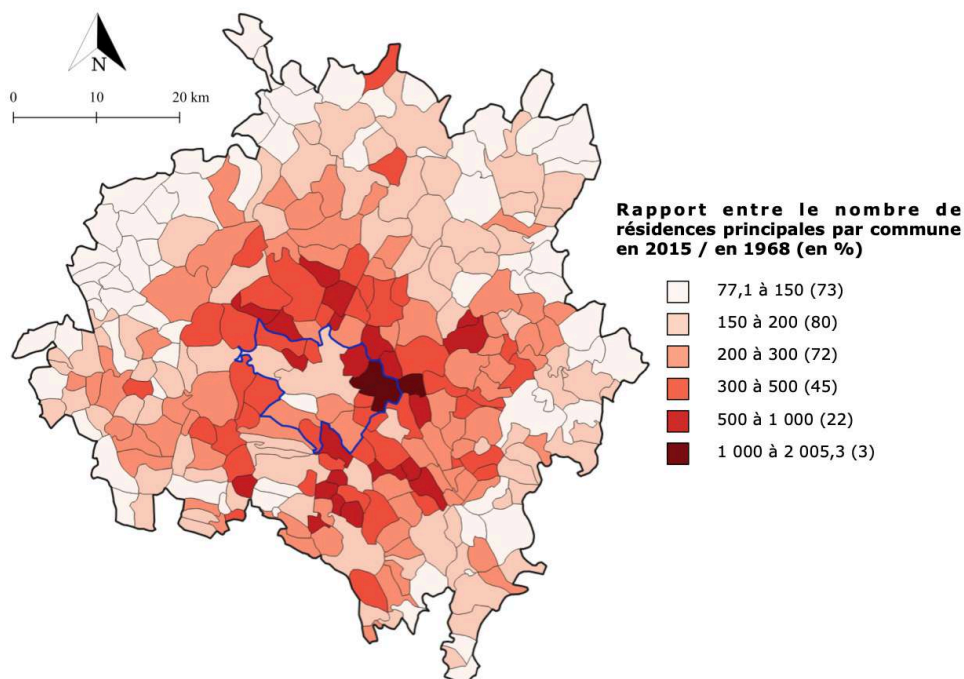 N
0 10 20 km
Rapport entre le nombre de
résidences principales par commune
en 2015 / en 1968 (en %)
77,1 à 150 (73)
150 à 200 (80)
200 à 300 (72)
300 à 500 (45)
500 à 1 000 (22)
1 000 à 2 005,3 (3)